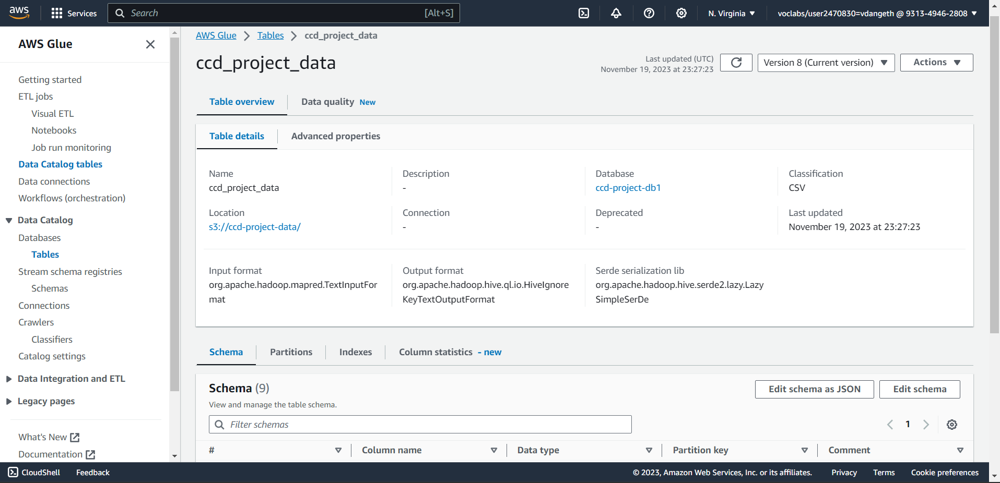 aws
Services
Search
[Alt+S]
N. Virginia
voclabs/user2470830=vdangeth @ 9313-4946-2808
AWS Glue
Getting started
ETL jobs
Visual ETL
Notebooks
Job run monitoring
Data Catalog tables
Data connections
Workflows (orchestration)
Data Catalog
Databases
Tables
Stream schema registries
Schemas
Connections
Crawlers
Classifiers
Catalog settings
Data Integration and ETL
Legacy pages
What's New
Documentation
AWS Glue
Tables
ccd_project_data
ccd_project_data
Last updated (UTC)
November 19, 2023 at 23:27:23
Version 8 (Current version)
Actions
Table overview
Data quality New
Table details
Advanced properties
Name
ccd_project_data
Description
-
Database
ccd-project-db1
Classification
CSV
Location
s3://ccd-project-data/
Connection
-
Deprecated
-
Last updated
November 19, 2023 at 23:27:23
Input format
org.apache.hadoop.mapred.TextInputFor
mat
Output format
org.apache.hadoop.hive.ql.io.HiveIgnore
KeyTextOutputFormat
Serde serialization lib
org.apache.hadoop.hive.serde2.lazy.Lazy
SimpleSerDe
Schema
Partitions
Indexes
Column statistics - new
Schema (9)
View and manage the table schema.
Edit schema as JSON
Edit schema
Filter schemas
1
#
Column name
Data type
Partition key
Comment
CloudShell
Feedback
© 2023, Amazon Web Services, Inc. or its affiliates.
Privacy
Terms
Cookie preferences